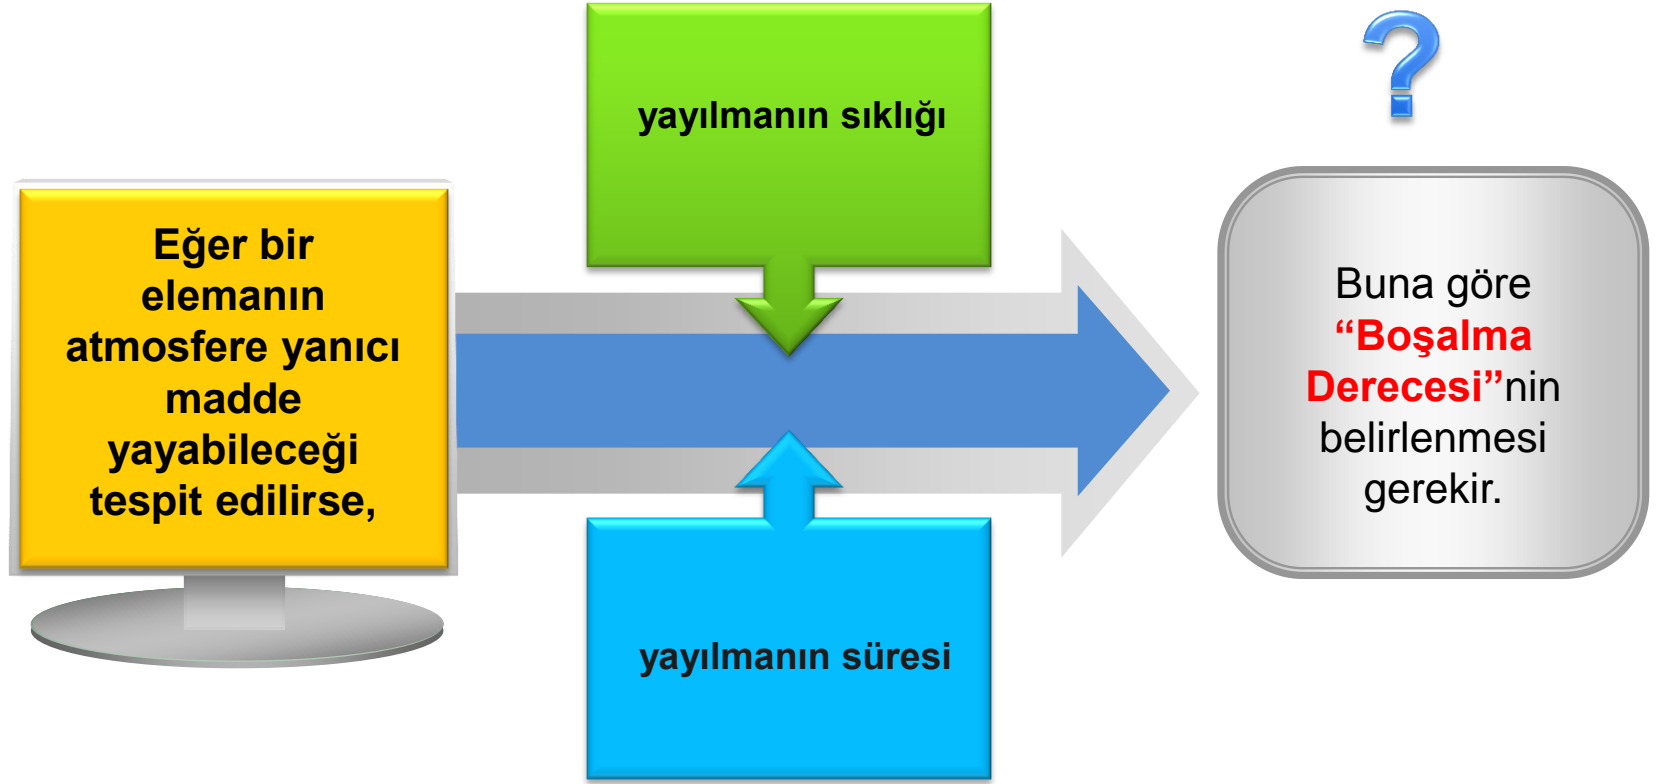 ?
yayılmanın sıklığı
Eğer bir
elemanın
atmosfere yanıcı
madde
yayabileceği
tespit edilirse,
Buna göre
“Boşalma
Derecesi”nin
belirlenmesi
gerekir.
yayılmanın süresi